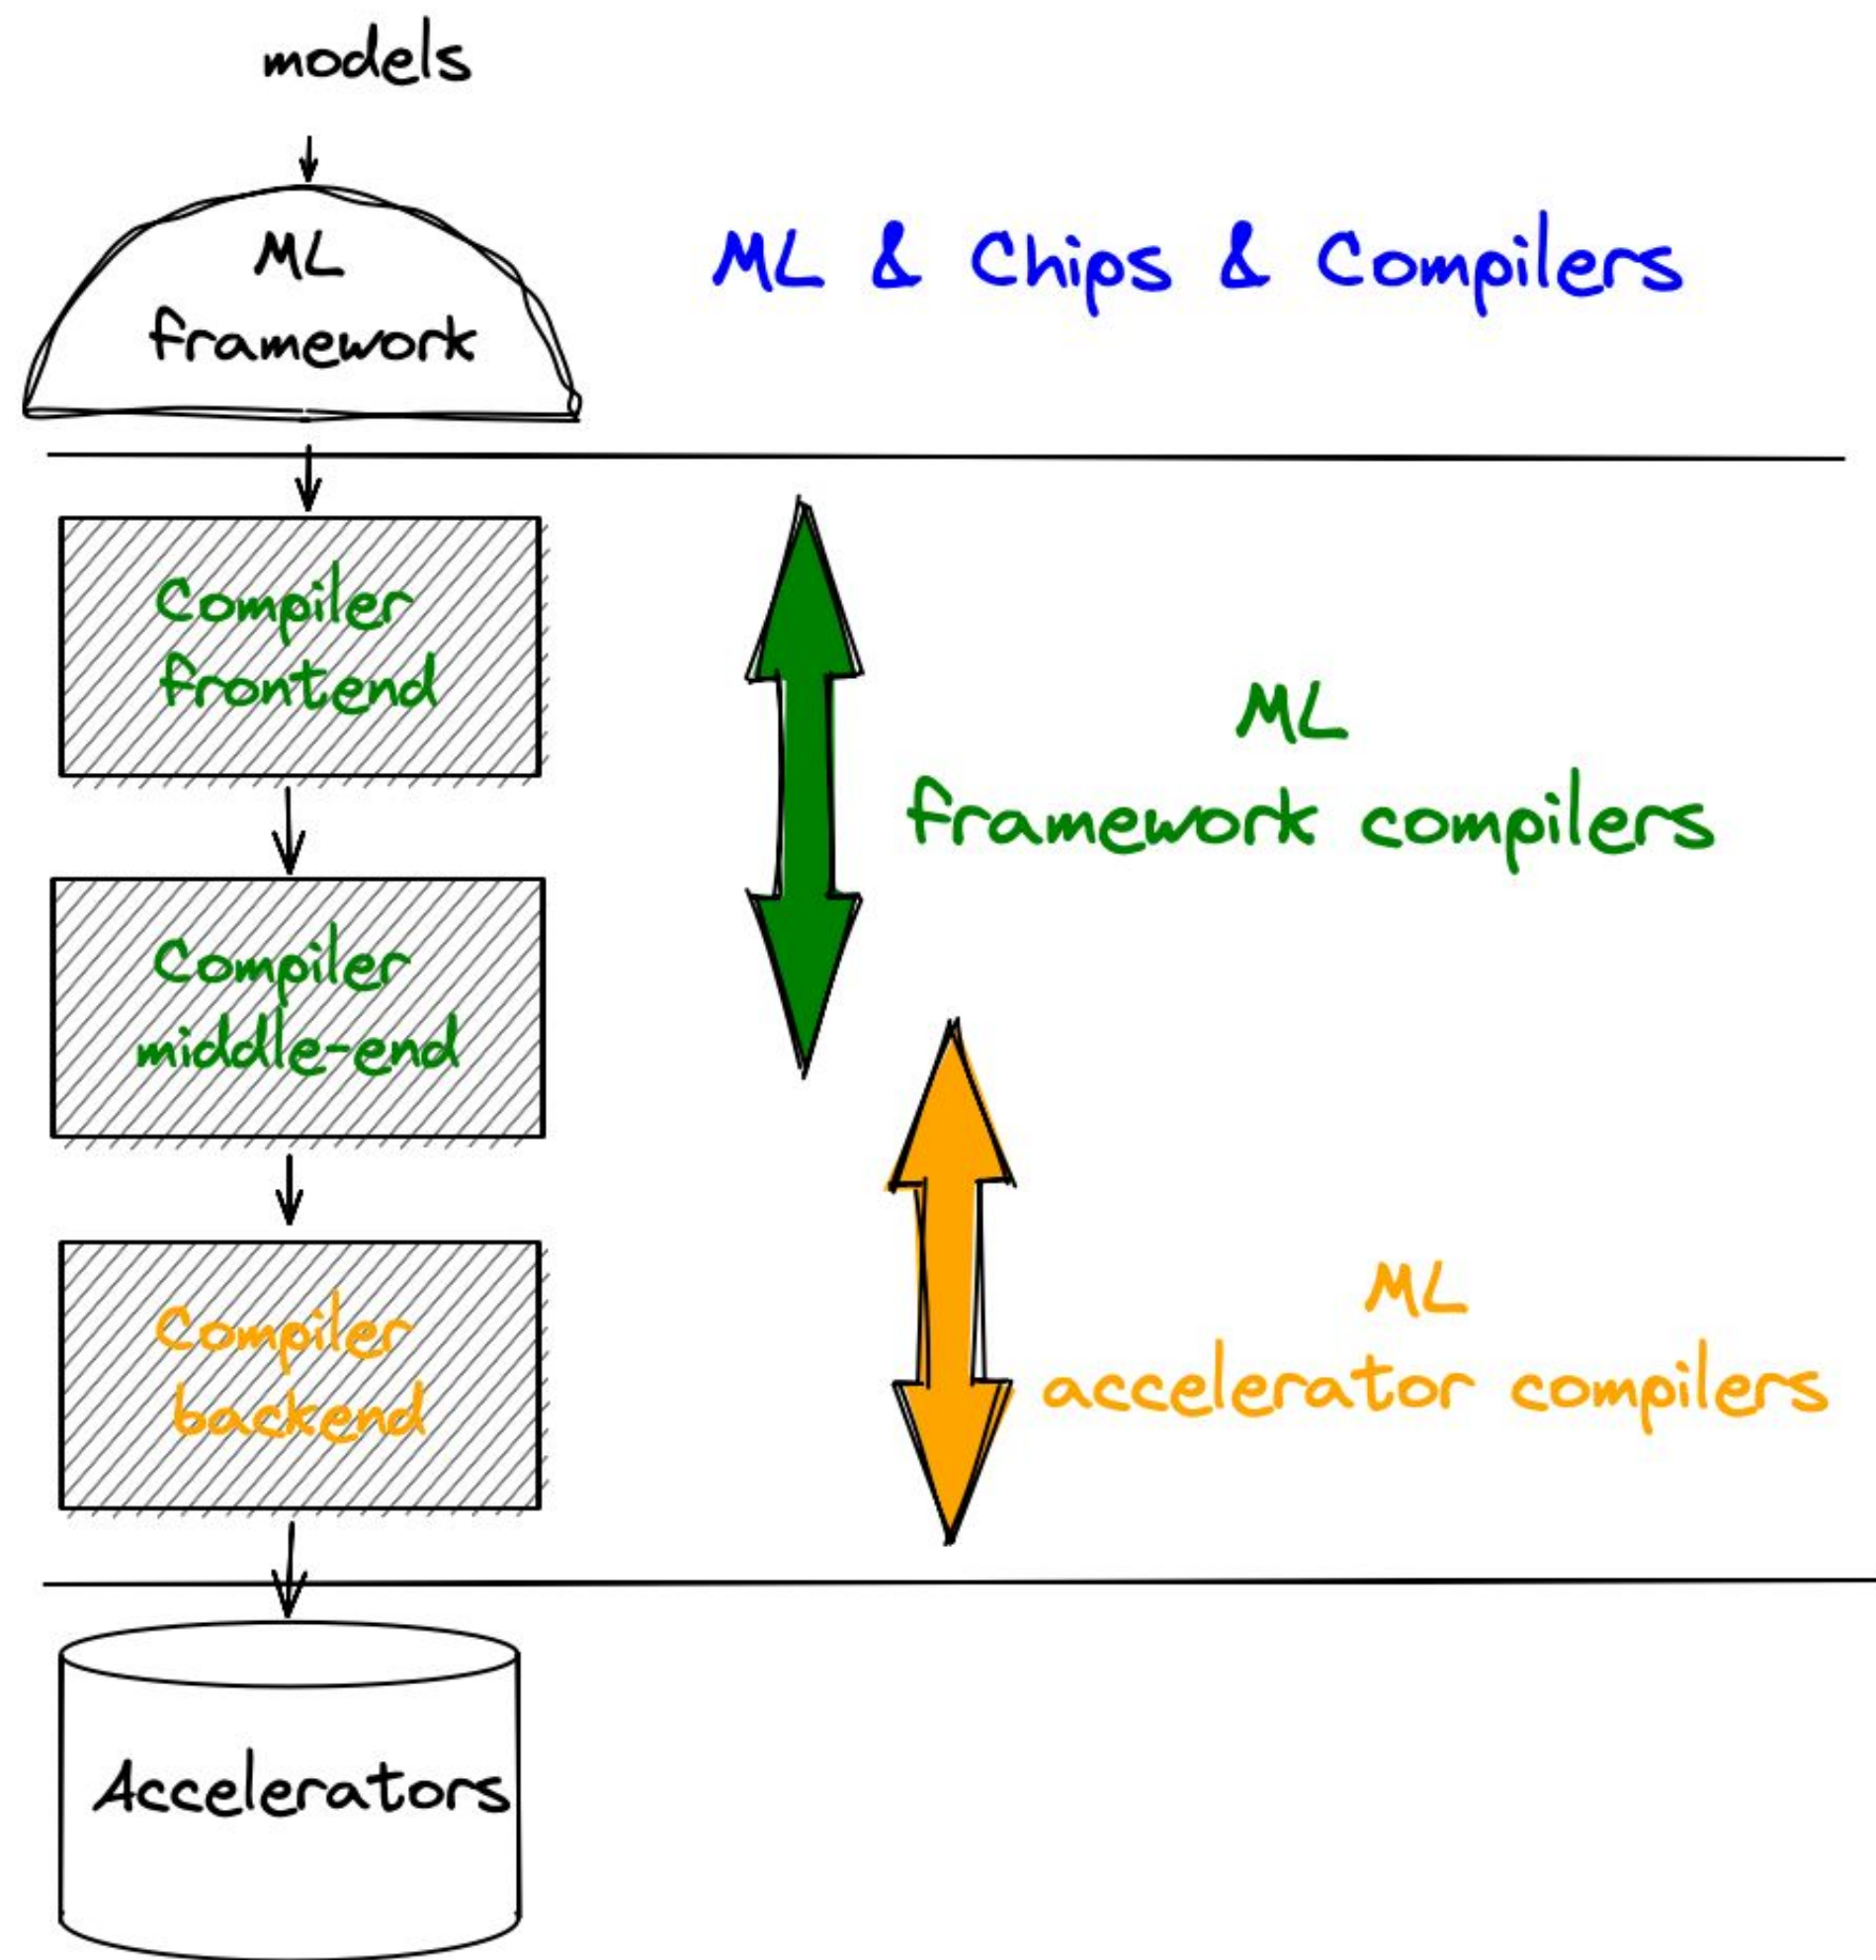 models
ML
framework
ML & Chips & Compilers
Compiler
frontend
ML
framework compilers
Compiler
middle-end
Compiler
backend
ML
accelerator compilers
Accelerators